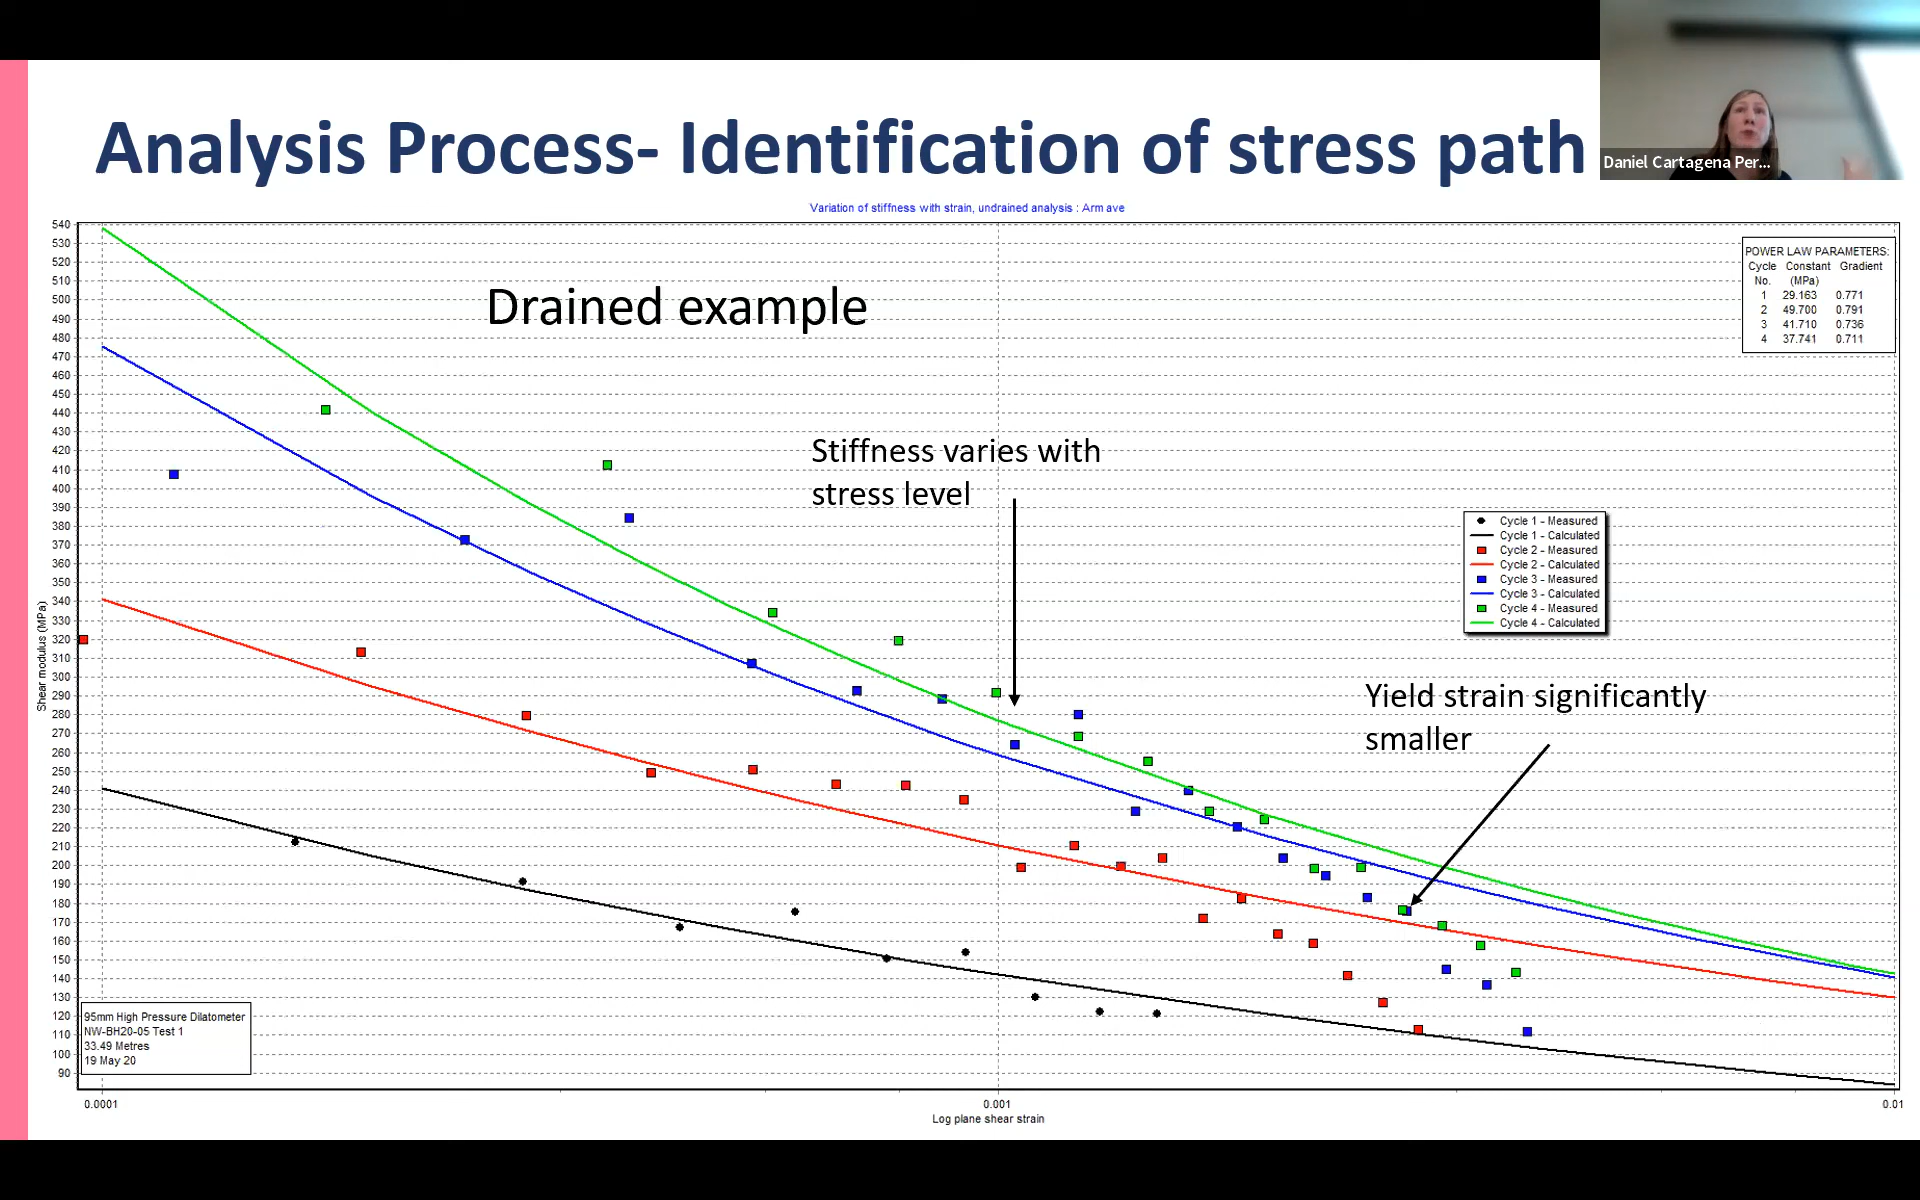 Analysis Process- Identification of stress path
Daniel Cartagena Per...
Variation of stiffness with strain, undrained analysis : Arm ave
540
530
520
510
500
490
480
470
460
450
440
430
420
410
400
390
380
370
360
350
340
330
320
310
300
290
280
270
260
250
240
230
220
210
200
190
180
170
160
150
140
130
120
110
100
90
Shear modulus (MPa)
Drained example
POWER LAW PARAMETERS:
Cycle Constant Gradient
No. (MPa)
1 29.163 0.771
2 49.700 0.791
3 41.710 0.736
4 37.741 0.711
Stiffness varies with
stress level
Cycle 1 - Measured
Cycle 1 - Calculated
Cycle 2 - Measured
Cycle 2 - Calculated
Cycle 3 - Measured
Cycle 3 - Calculated
Cycle 4 - Measured
Cycle 4 - Calculated
Yield strain significantly
smaller
95mm High Pressure Dilatometer
NW-BH20-05 Test 1
33.49 Metres
19 May 20
0.0001
0.001
0.01
Log plane shear strain